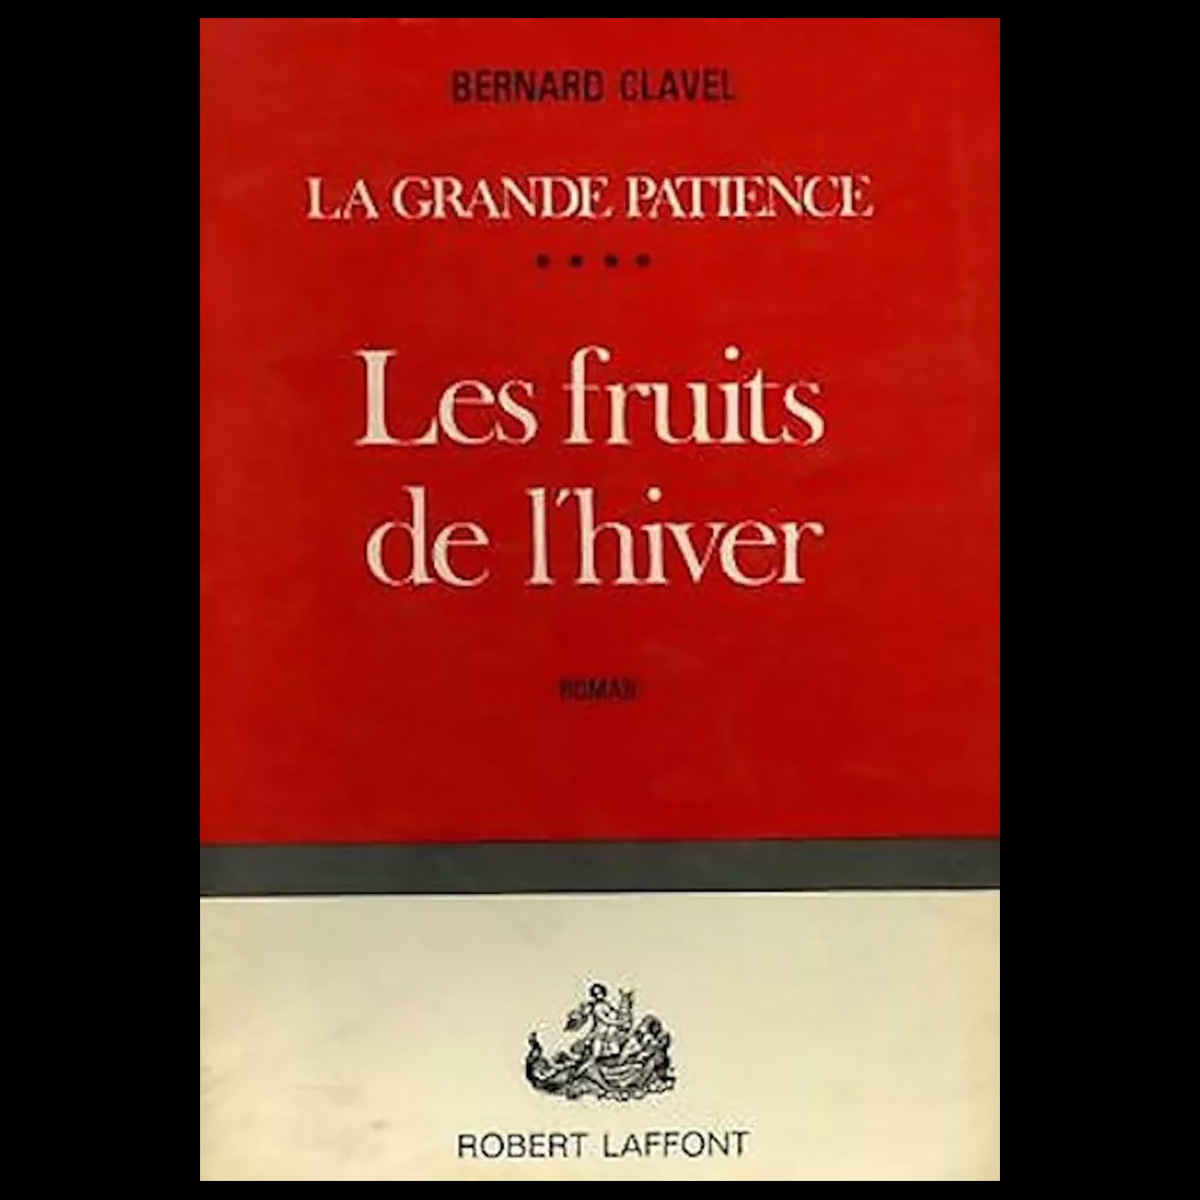 BERNARD CLAVEL
LA GRANDE PATIENCE
••••
Les fruits
de l'hiver
ROMAN
ROBERT LAFFONT